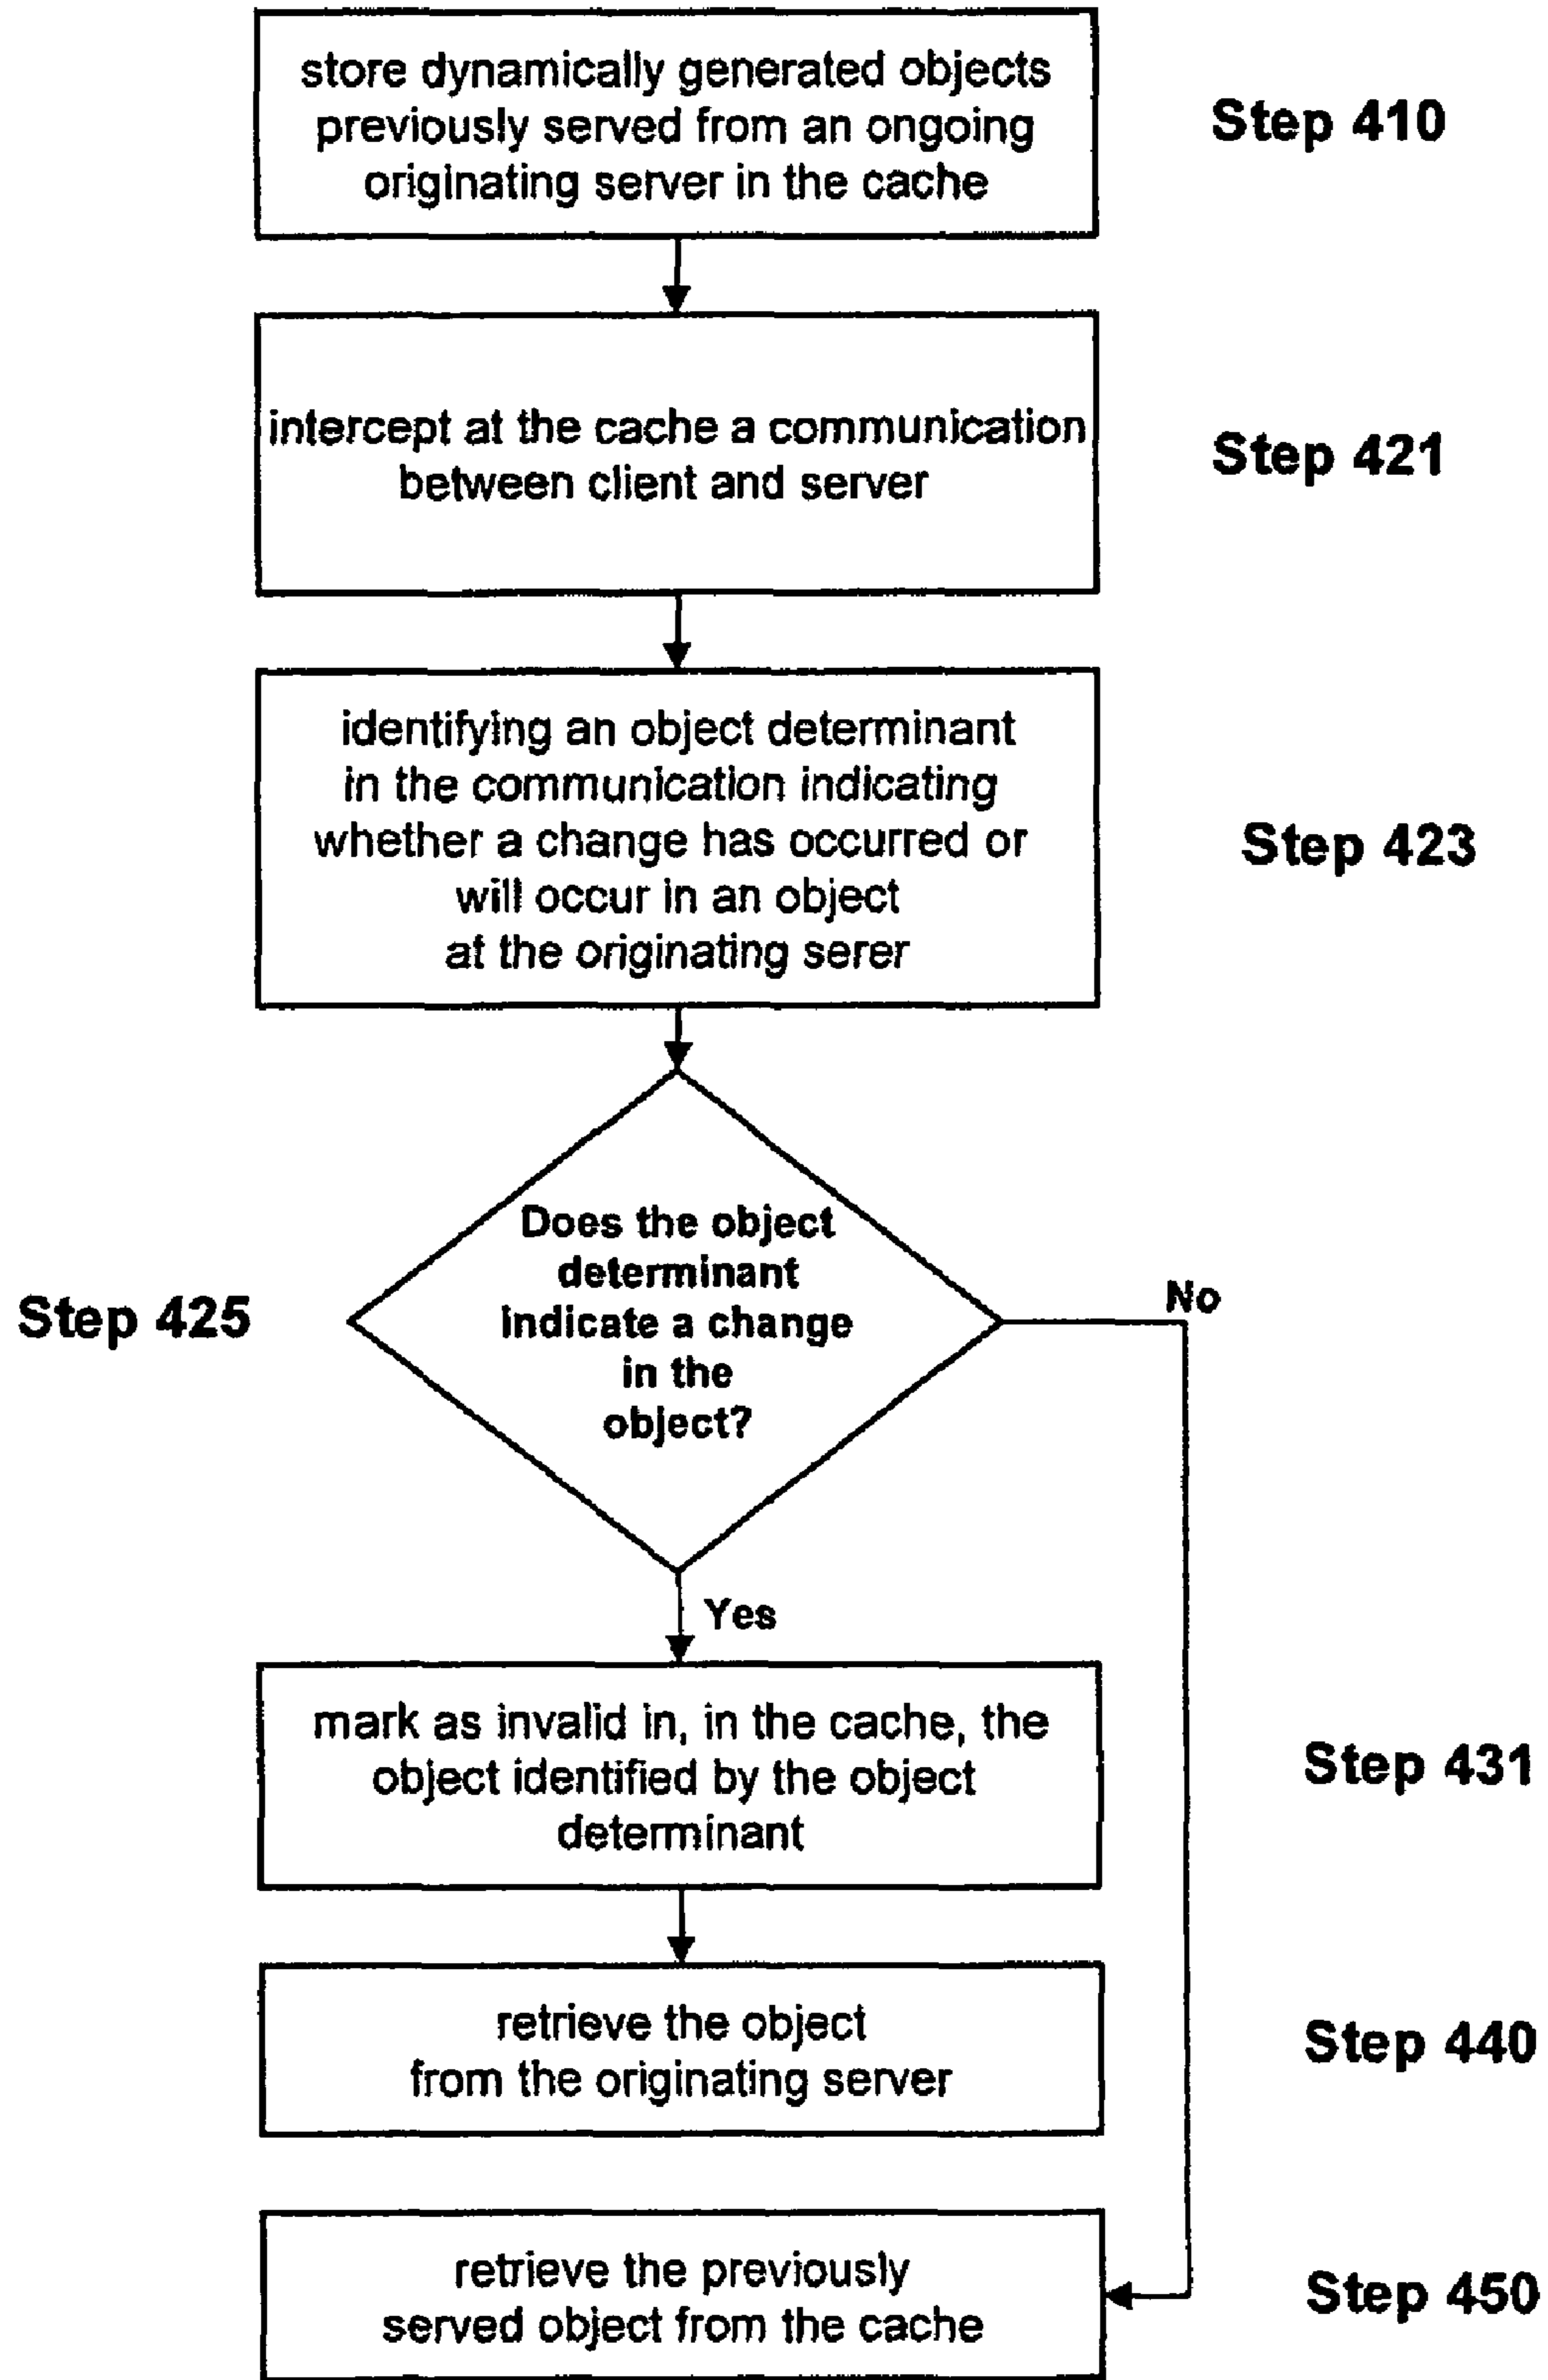 store dynamically generated objects
previously served from an ongoing
originating server in the cache
Step 410
intercept at the cache a communication
between client and server
Step 421
identifying an object determinant
in the communication indicating
whether a change has occurred or
will occur in an object
at the originating serer
Step 423
Does the object
determinant
indicate a change
in the
object?
Step 425
No
Yes
mark as invalid in, in the cache, the
object identified by the object
determinant
Step 431
retrieve the object
from the originating server
Step 440
retrieve the previously
served object from the cache
Step 450